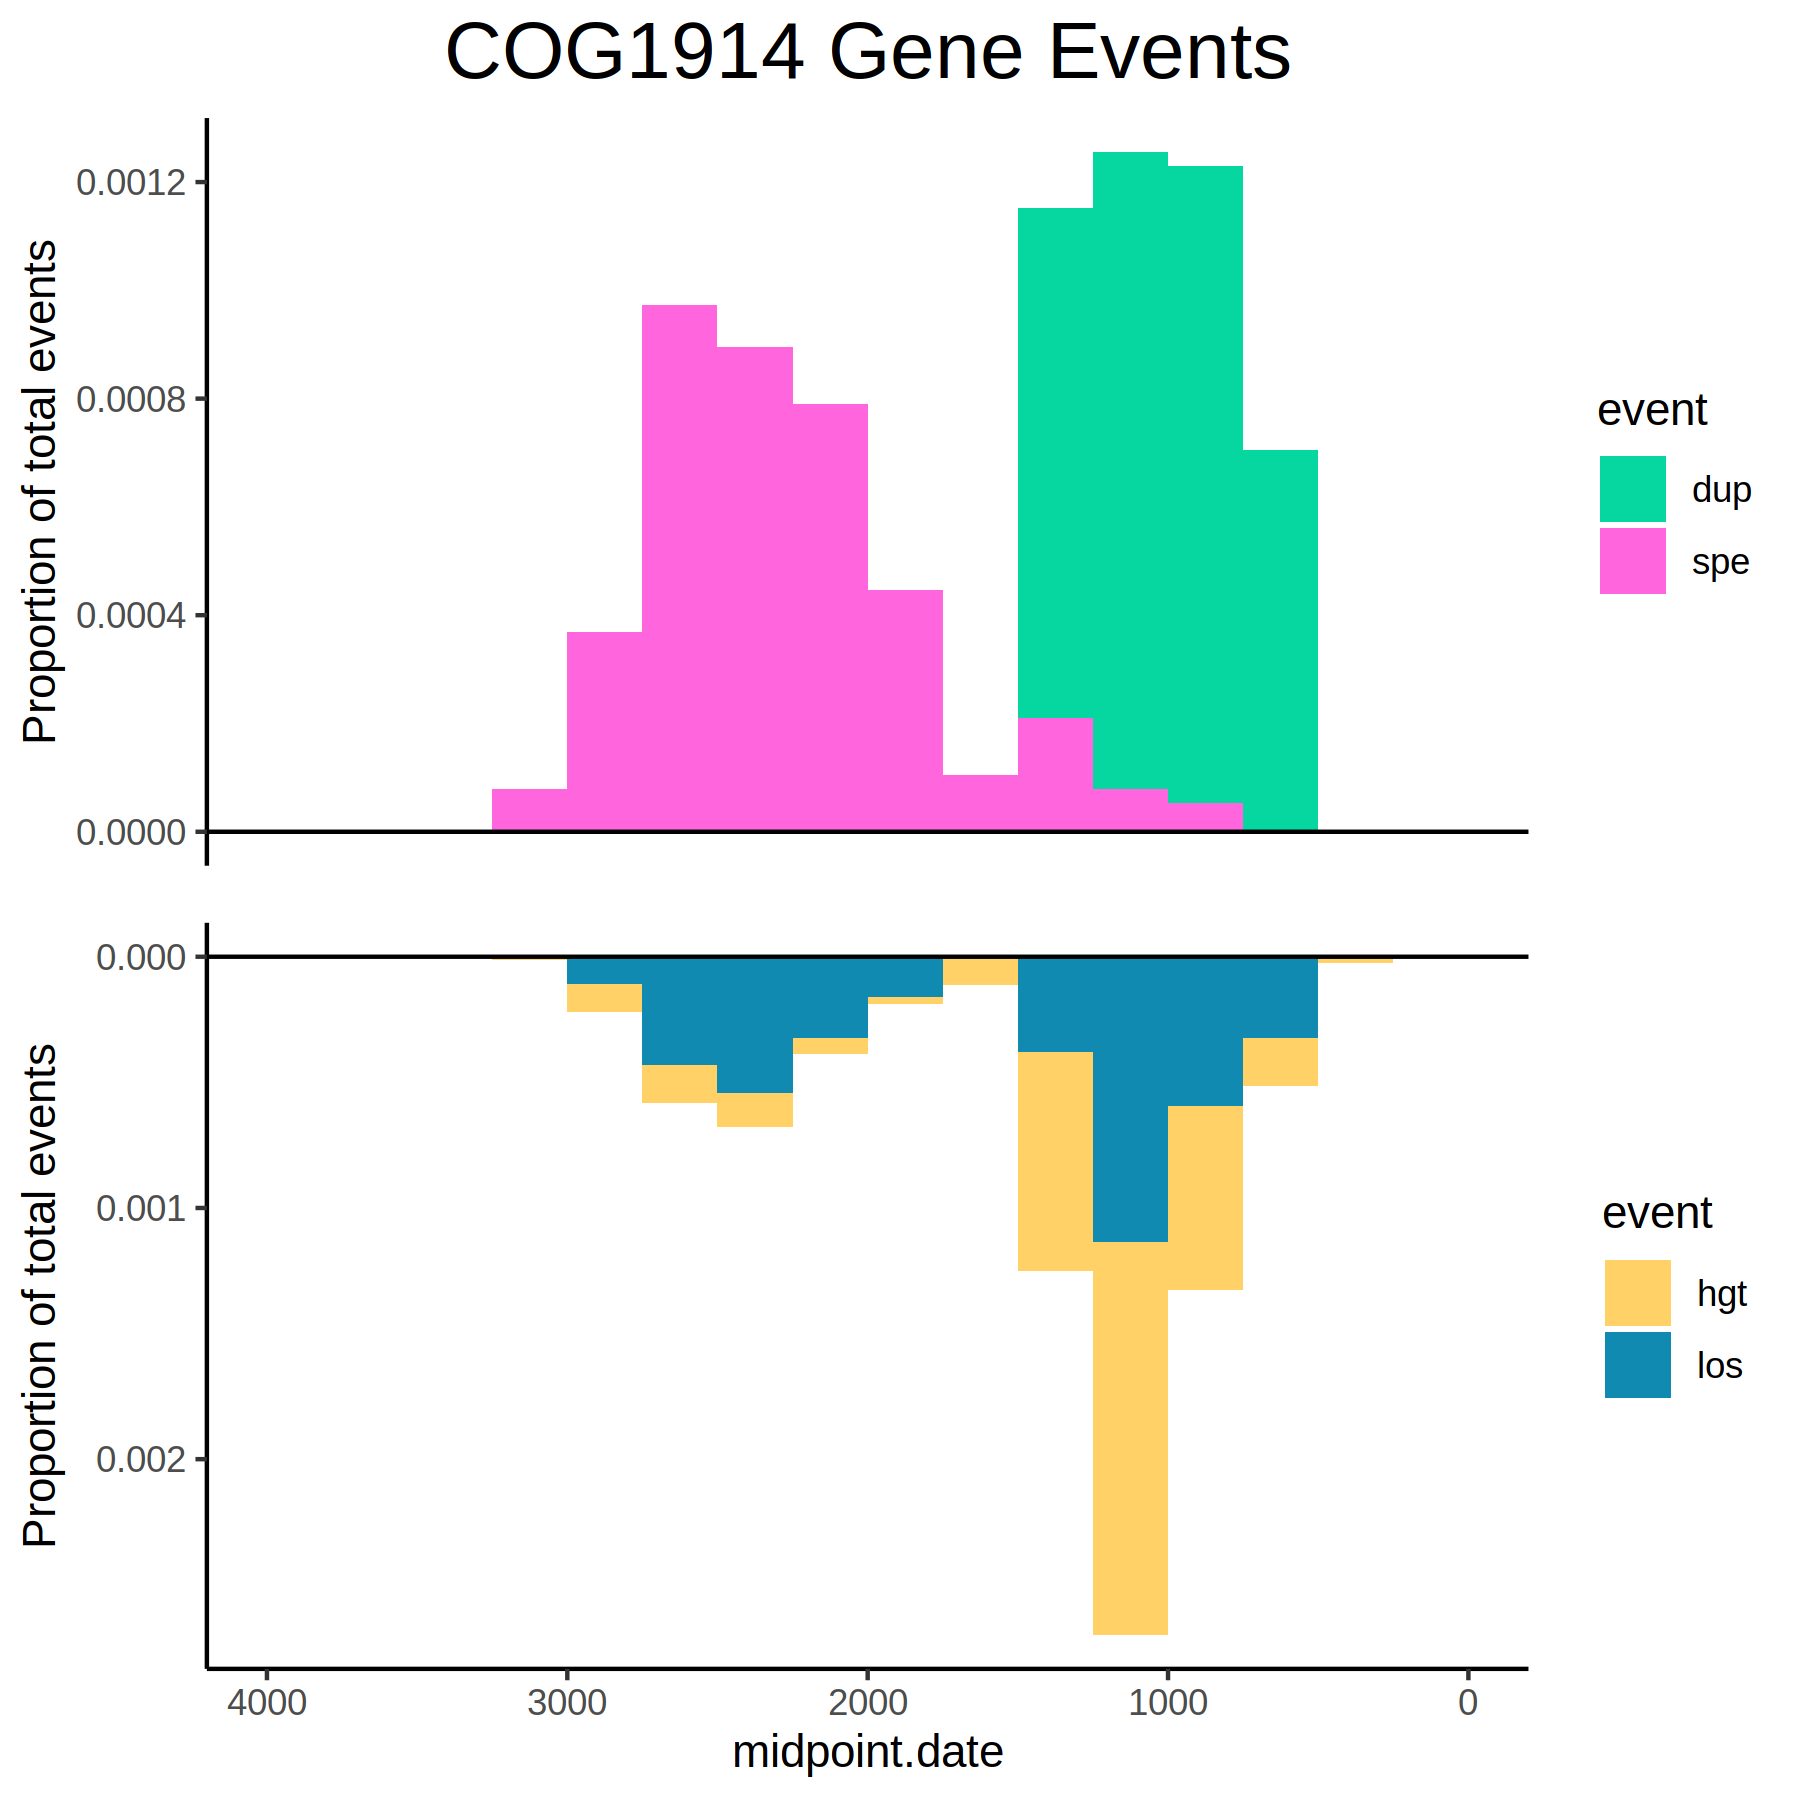 COG1914 Gene Events
Proportion of total events
0.0012
0.0008
0.0004
0.0000
event
dup
spe
Proportion of total events
0.000
0.001
0.002
event
hgt
los
4000 3000 2000 1000 0
midpoint.date